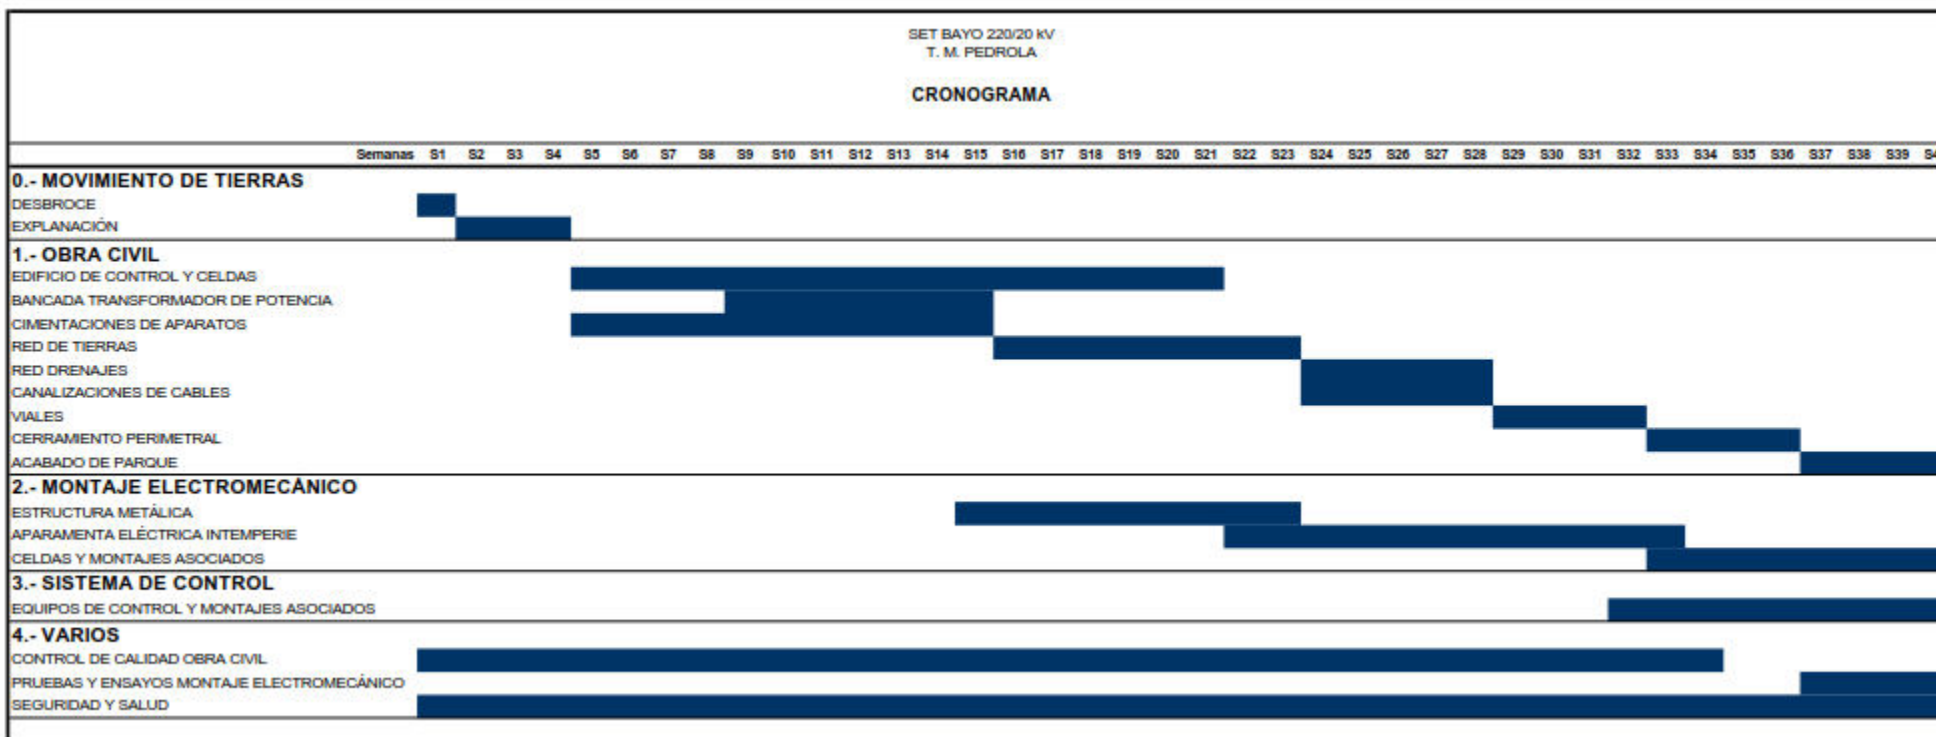 SET BAYO 220/20 kV
T. M. PEDROLA
CRONOGRAMA
Semanas S1 S2 S3 S4 S5 S6 S7 S8 S9 S10 S11 S12 S13 S14 S15 S16 S17 S18 S19 S20 S21 S22 S23 S24 S25 S26 S27 S28 S29 S30 S31 S32 S33 S34 S35 S36 S37 S38 S39
0.- MOVIMIENTO DE TIERRAS
DESBROCE
EXPLANACIÓN
1.- OBRA CIVIL
EDIFICIO DE CONTROL Y CELDAS
BANCADA TRANSFORMADOR DE POTENCIA
CIMENTACIONES DE APARATOS
RED DE TIERRAS
RED DRENAJES
CANALIZACIONES DE CABLES
VIALES
CERRAMIENTO PERIMETRAL
ACABADO DE PARQUE
2.- MONTAJE ELECTROMECÁNICO
ESTRUCTURA METÁLICA
APARAMENTA ELÉCTRICA INTEMPERIE
CELDAS Y MONTAJES ASOCIADOS
3.- SISTEMA DE CONTROL
EQUIPOS DE CONTROL Y MONTAJES ASOCIADOS
4.- VARIOS
CONTROL DE CALIDAD OBRA CIVIL
PRUEBAS Y ENSAYOS MONTAJE ELECTROMECÁNICO
SEGURIDAD Y SALUD